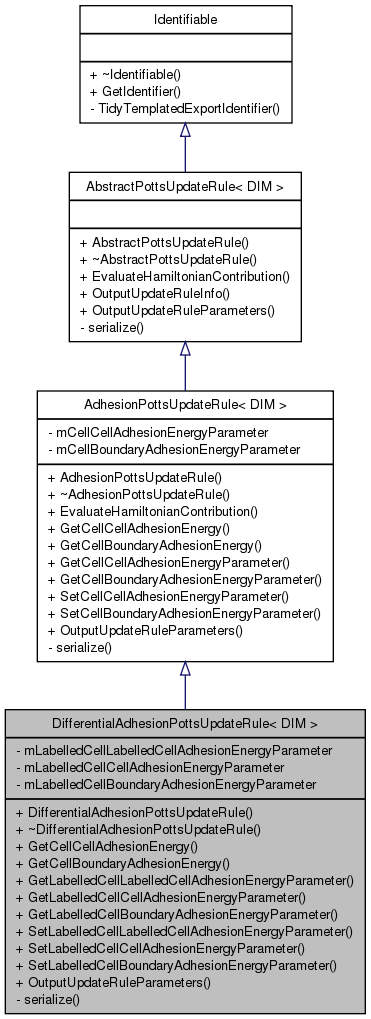 Identifiable
+ ~Identifiable()
+ GetIdentifier()
- TidyTemplatedExportIdentifier()
AbstractPottsUpdateRule< DIM >
+ AbstractPottsUpdateRule()
+ ~AbstractPottsUpdateRule()
+ EvaluateHamiltonianContribution()
+ OutputUpdateRuleInfo()
+ OutputUpdateRuleParameters()
- serialize()
AdhesionPottsUpdateRule< DIM >
- mCellCellAdhesionEnergyParameter
- mCellBoundaryAdhesionEnergyParameter
+ AdhesionPottsUpdateRule()
+ ~AdhesionPottsUpdateRule()
+ EvaluateHamiltonianContribution()
+ GetCellCellAdhesionEnergy()
+ GetCellBoundaryAdhesionEnergy()
+ GetCellCellAdhesionEnergyParameter()
+ GetCellBoundaryAdhesionEnergyParameter()
+ SetCellCellAdhesionEnergyParameter()
+ SetCellBoundaryAdhesionEnergyParameter()
+ OutputUpdateRuleParameters()
- serialize()
DifferentialAdhesionPottsUpdateRule< DIM >
- mLabelledCellLabelledCellAdhesionEnergyParameter
- mLabelledCellCellAdhesionEnergyParameter
- mLabelledCellBoundaryAdhesionEnergyParameter
+ DifferentialAdhesionPottsUpdateRule()
+ ~DifferentialAdhesionPottsUpdateRule()
+ GetCellCellAdhesionEnergy()
+ GetCellBoundaryAdhesionEnergy()
+ GetLabelledCellLabelledCellAdhesionEnergyParameter()
+ GetLabelledCellCellAdhesionEnergyParameter()
+ GetLabelledCellBoundaryAdhesionEnergyParameter()
+ SetLabelledCellLabelledCellAdhesionEnergyParameter()
+ SetLabelledCellCellAdhesionEnergyParameter()
+ SetLabelledCellBoundaryAdhesionEnergyParameter()
+ OutputUpdateRuleParameters()
- serialize()